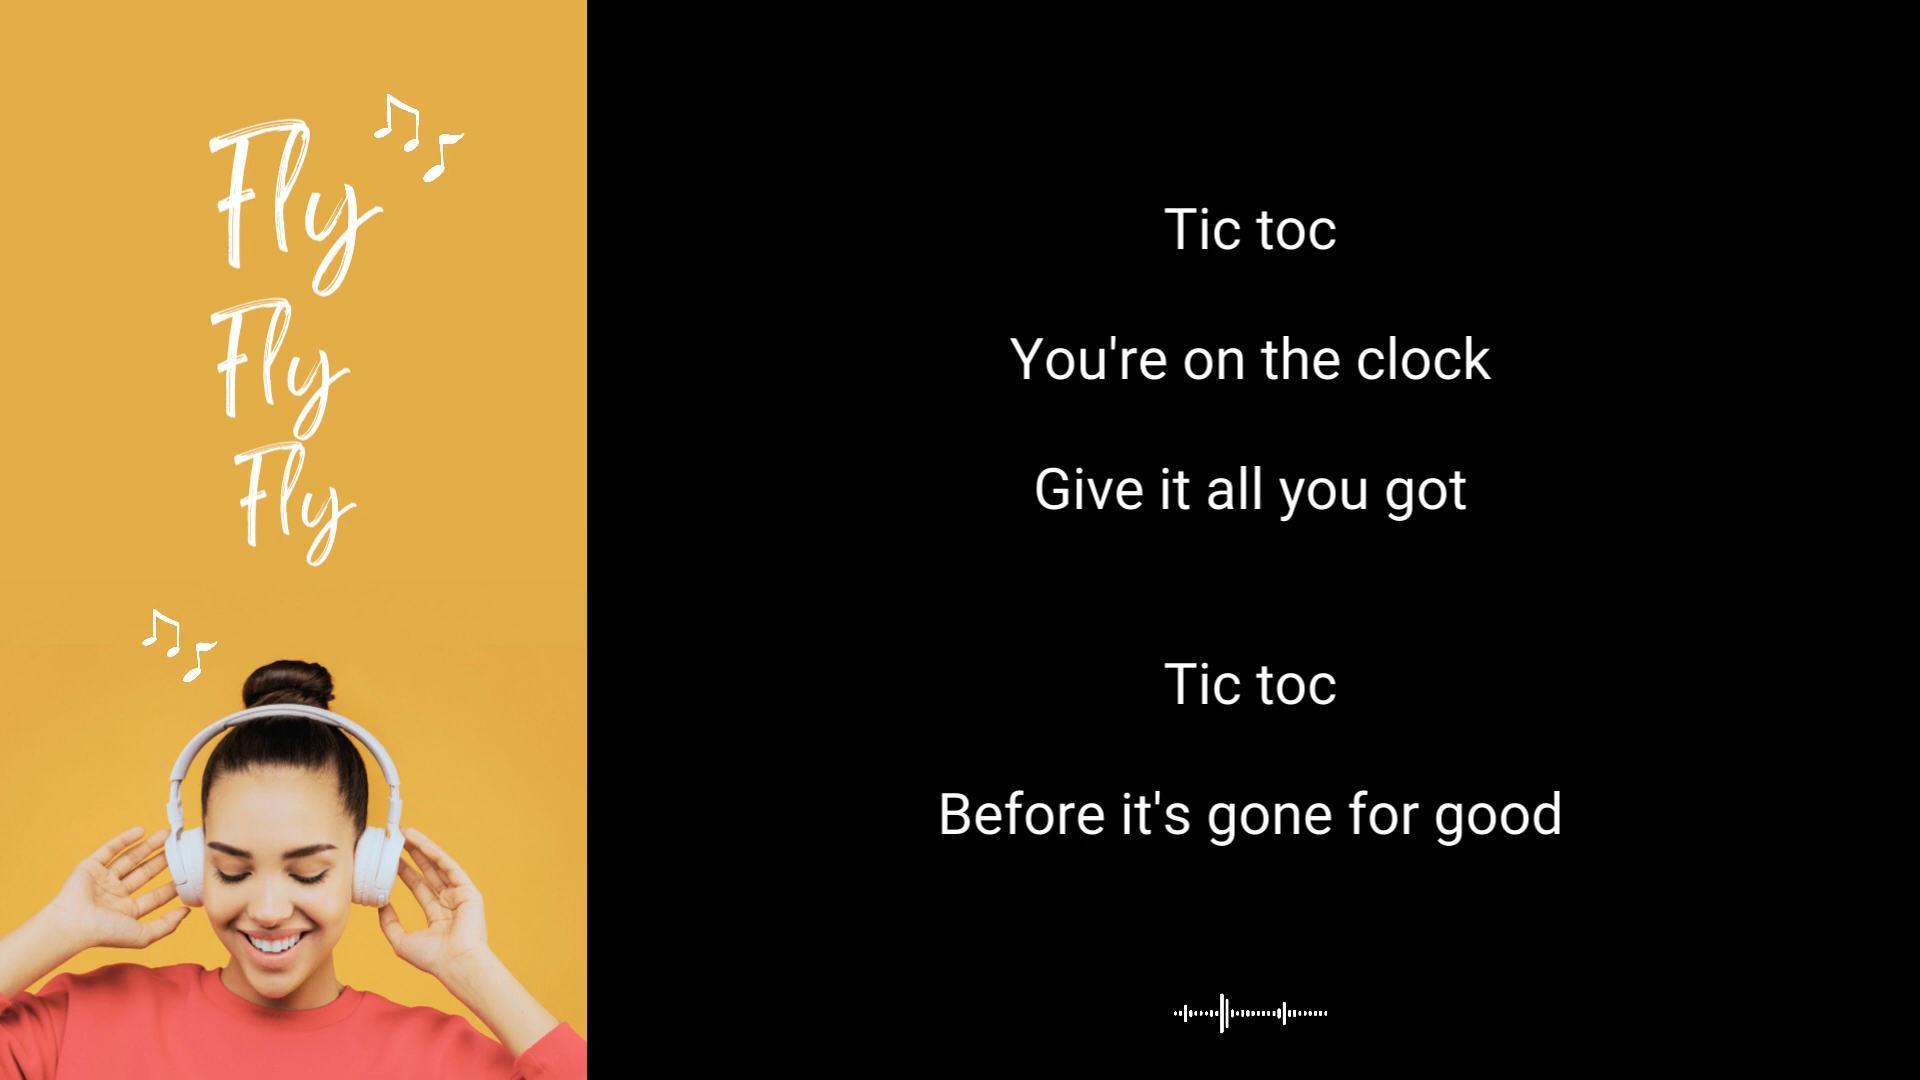 Fly
Fly
Fly
Tic toc
You're on the clock
Give it all you got
Tic toc
Before it's gone for good